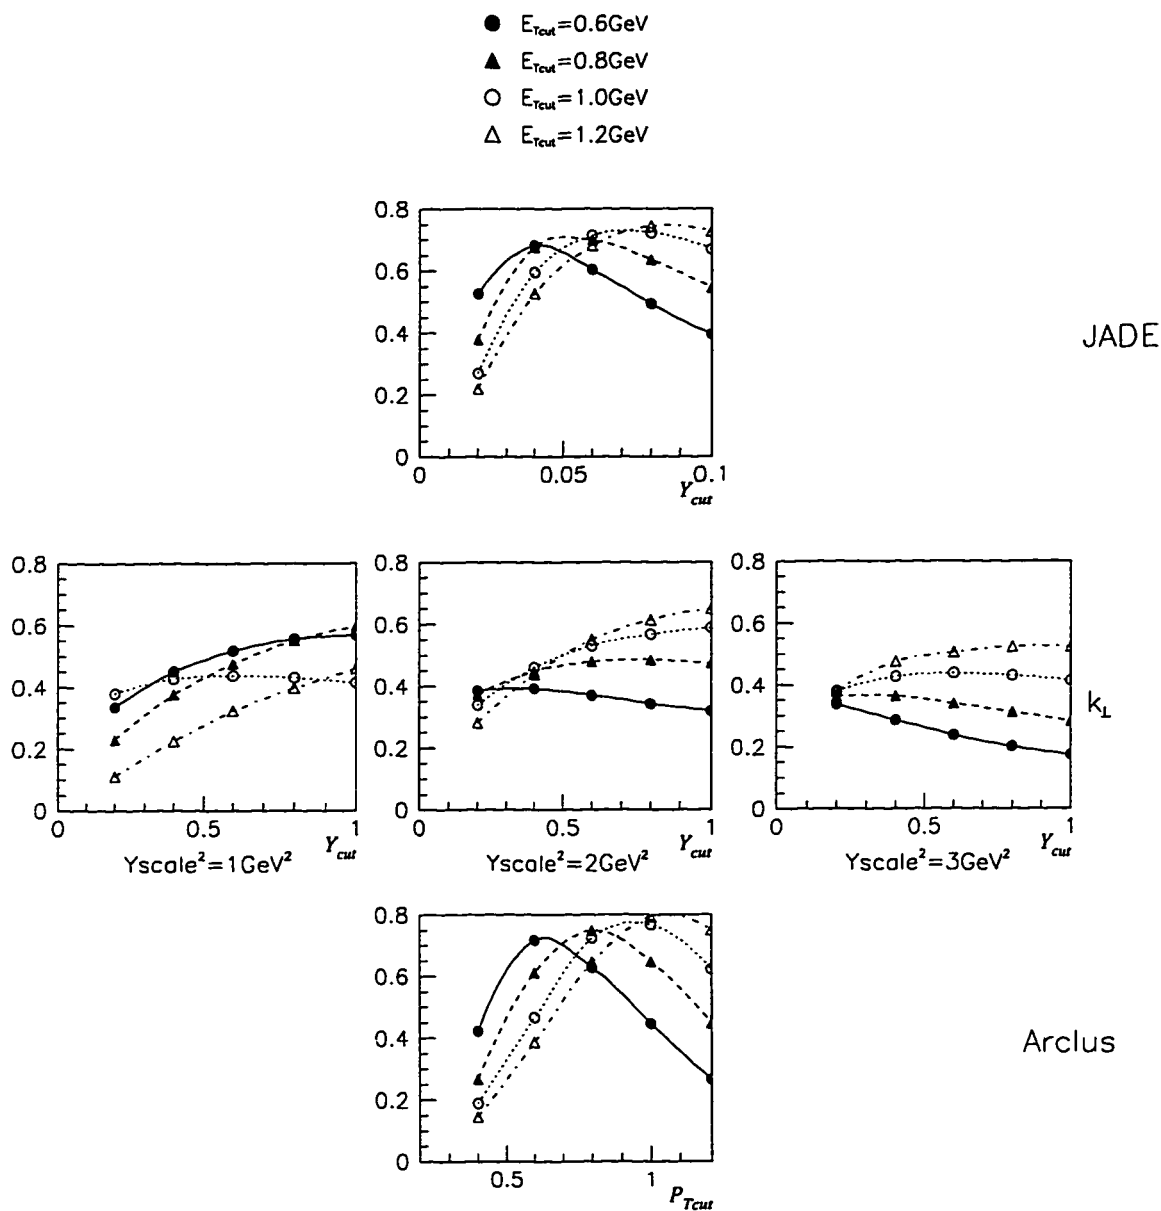 E_Tcut=0.6GeV
E_Tcut=0.8GeV
E_Tcut=1.0GeV
E_Tcut=1.2GeV
0.8
0.6
0.4
0.2
0
0 0.05 0.1
Y_cut
JADE
0.8
0.6
0.4
0.2
0
0 0.5 1
Y_cut
Yscale²=1GeV²
0.8
0.6
0.4
0.2
0
0 0.5 1
Y_cut
Yscale²=2GeV²
0.8
0.6
0.4
0.2
0
0 0.5 1
Y_cut
Yscale²=3GeV²
k⊥
0.8
0.6
0.4
0.2
0
0.5 1
P_Tcut
Arclus